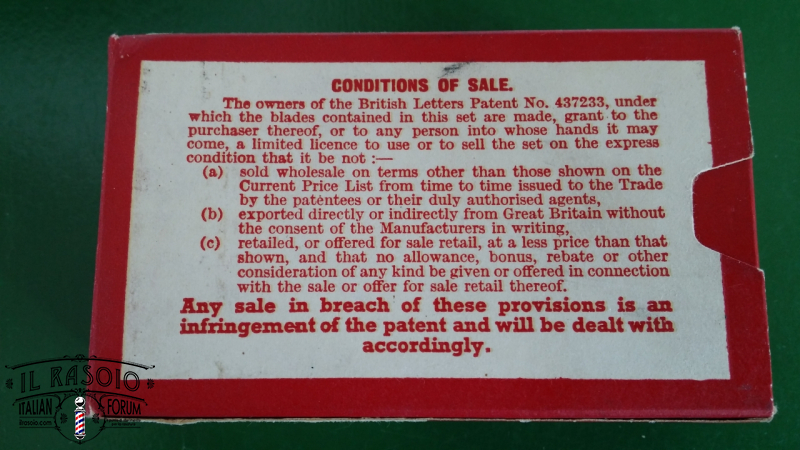 CONDITIONS OF SALE.
The owners of the British Letters Patent No. 437233, under
which the blades contained in this set are made, grant to the
purchaser thereof, or to any person into whose hands it may
come, a limited licence to use or to sell the set on the express
condition that it be not :—
(a) sold wholesale on terms other than those shown on the
Current Price List from time to time issued to the Trade
by the patentees or their duly authorised agents,
(b) exported directly or indirectly from Great Britain without
the consent of the Manufacturers in writing,
(c) retailed, or offered for sale retail, at a less price than that
shown, and that no allowance, bonus, rebate or other
consideration of any kind be given or offered in connection
with the sale or offer for sale retail thereof.
Any sale in breach of these provisions is an
infringement of the patent and will be dealt with
accordingly.
IL RASOIO
ITALIAN FORUM
ilrasoio.com